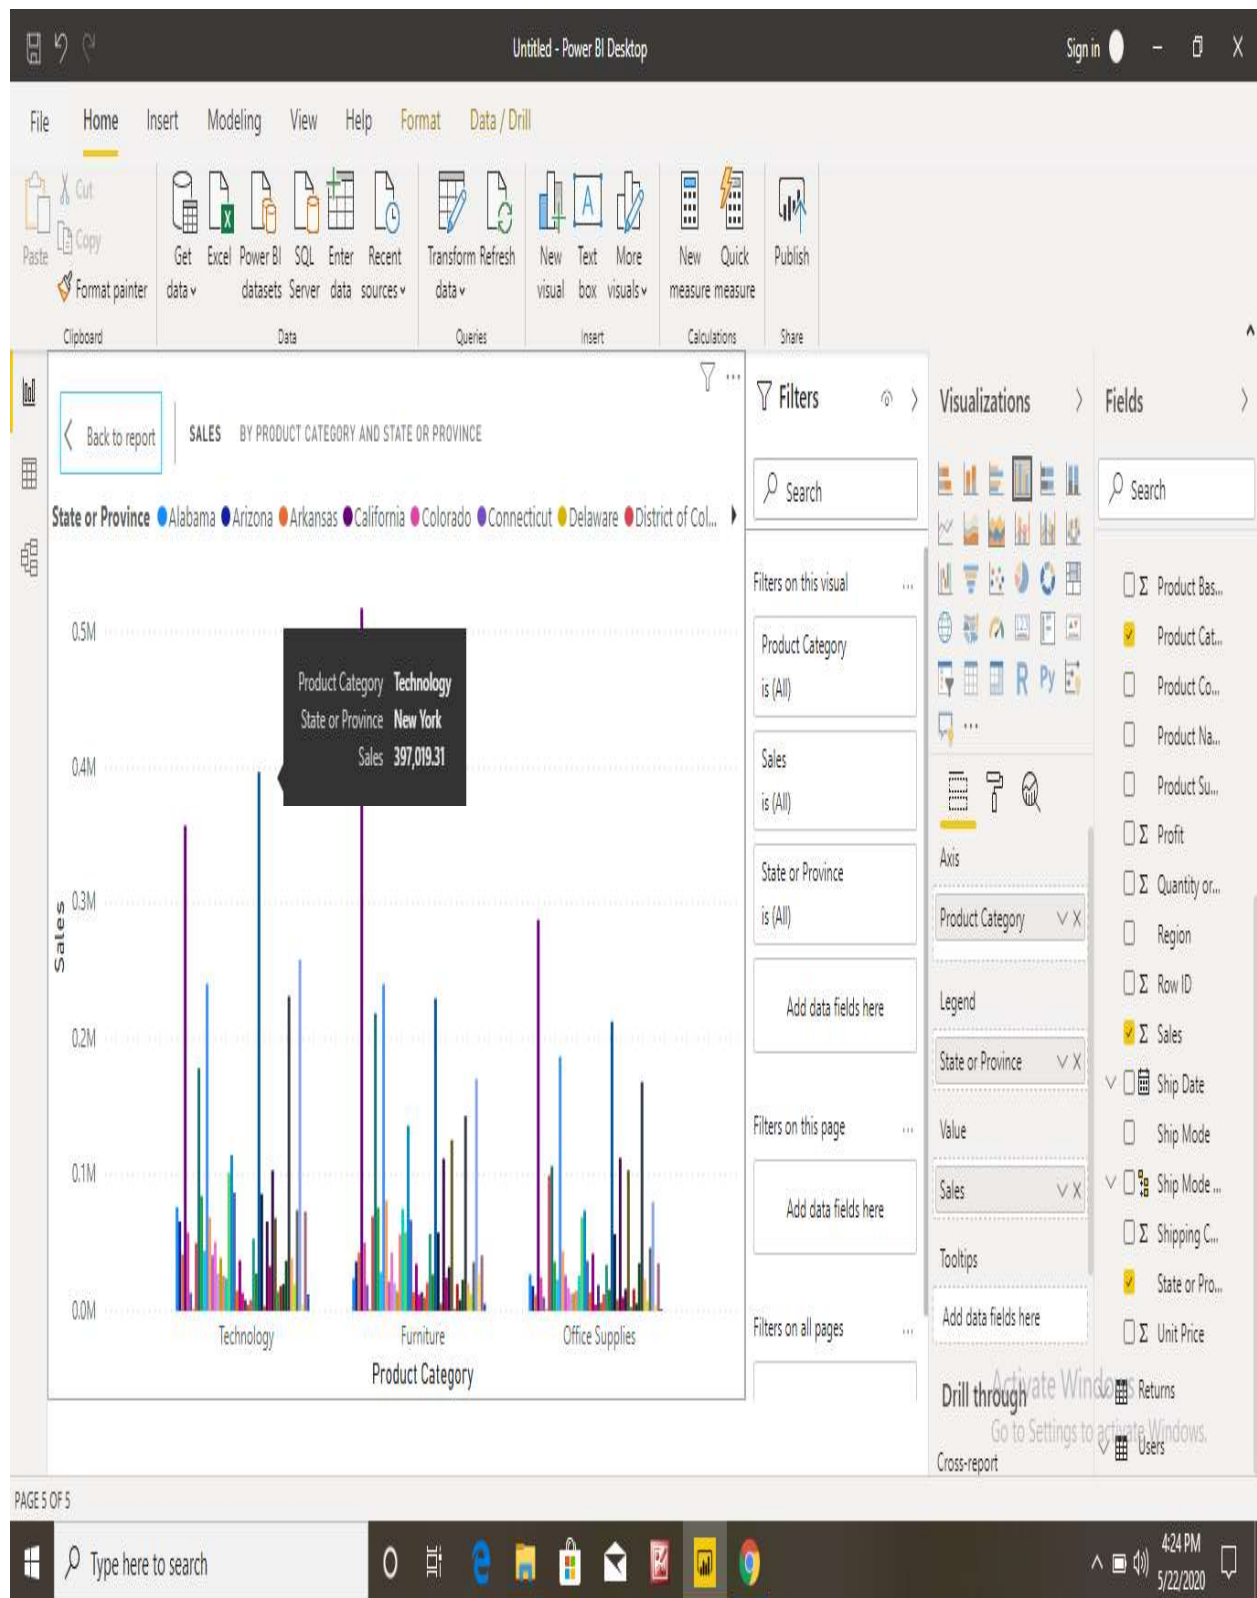 Untitled - Power BI Desktop
Sign in
File Home Insert Modeling View Help Format Data / Drill
Cut
Copy
Paste
Format painter
Get data
Excel
Power BI datasets
SQL Server
Enter data
Recent sources
Transform data
Refresh
New visual
Text box
More visuals
New measure
Quick measure
Publish
Clipboard
Data
Queries
Insert
Calculations
Share
Back to report
SALES BY PRODUCT CATEGORY AND STATE OR PROVINCE
State or Province Alabama Arizona Arkansas California Colorado Connecticut Delaware District of Col...
0.5M
0.4M
0.3M
0.2M
0.1M
0.0M
Sales
Product Category Technology
State or Province New York
Sales 397,019.31
Technology
Furniture
Office Supplies
Product Category
Filters
Search
Filters on this visual ...
Product Category
is (All)
Sales
is (All)
State or Province
is (All)
Add data fields here
Filters on this page ...
Add data fields here
Filters on all pages ...
Visualizations
123
R
Py
...
Axis
Product Category
Legend
State or Province
Value
Sales
Tooltips
Add data fields here
Drill through
Cross-report
Fields
Search
Σ Product Bas...
Product Cat...
Product Co...
Product Na...
Product Su...
Σ Profit
Σ Quantity or...
Region
Σ Row ID
Σ Sales
Ship Date
Ship Mode
Ship Mode ...
Σ Shipping C...
State or Pro...
Σ Unit Price
Returns
Users
Activate Windows
Go to Settings to activate Windows.
PAGE 5 OF 5
Type here to search
4:24 PM
5/22/2020